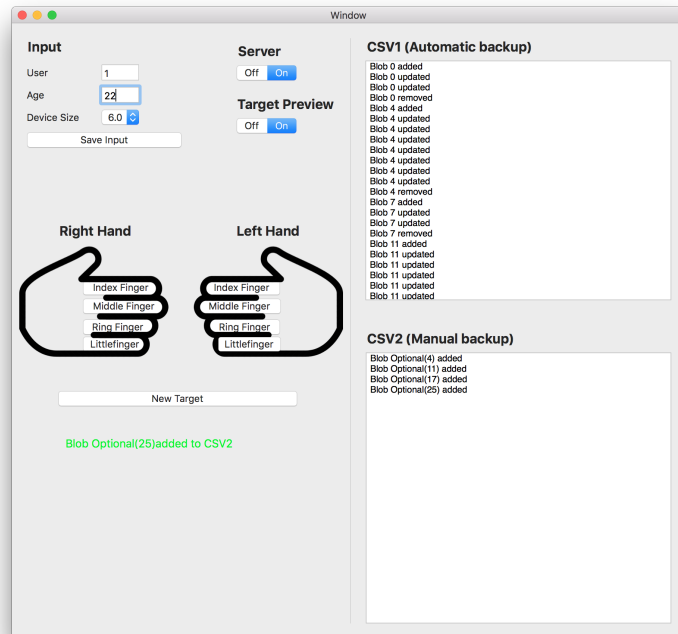 Window
Input
User
1
Age
22
Device Size
6.0
Save Input
Server
Off On
Target Preview
Off On
Right Hand
Left Hand
Index Finger
Middle Finger
Ring Finger
Littlefinger
Index Finger
Middle Finger
Ring Finger
Littlefinger
New Target
Blob Optional(25)added to CSV2
CSV1 (Automatic backup)
Blob 0 added
Blob 0 updated
Blob 0 updated
Blob 0 removed
Blob 4 added
Blob 4 updated
Blob 4 updated
Blob 4 updated
Blob 4 updated
Blob 4 updated
Blob 4 updated
Blob 4 updated
Blob 4 removed
Blob 7 added
Blob 7 updated
Blob 7 updated
Blob 7 removed
Blob 11 added
Blob 11 updated
Blob 11 updated
Blob 11 updated
Blob 11 updated
Blob 11 updated
CSV2 (Manual backup)
Blob Optional(4) added
Blob Optional(11) added
Blob Optional(17) added
Blob Optional(25) added